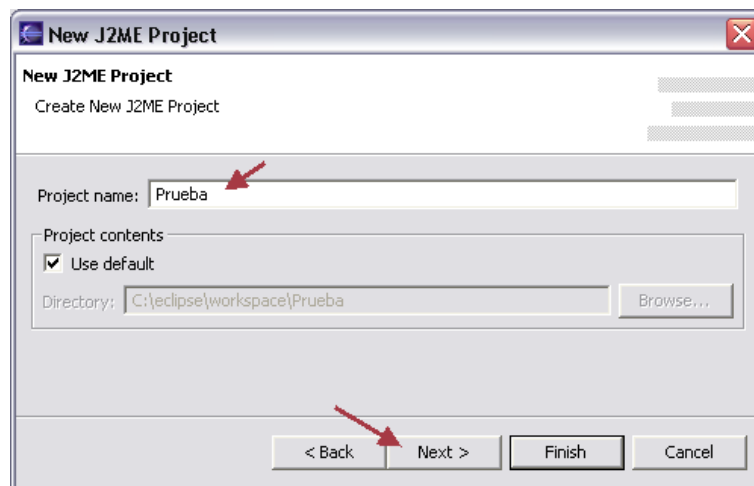 New J2ME Project
New J2ME Project
Create New J2ME Project
Project name: Prueba
Project contents
Use default
Directory: C:\eclipse\workspace\Prueba Browse...
< Back Next > Finish Cancel